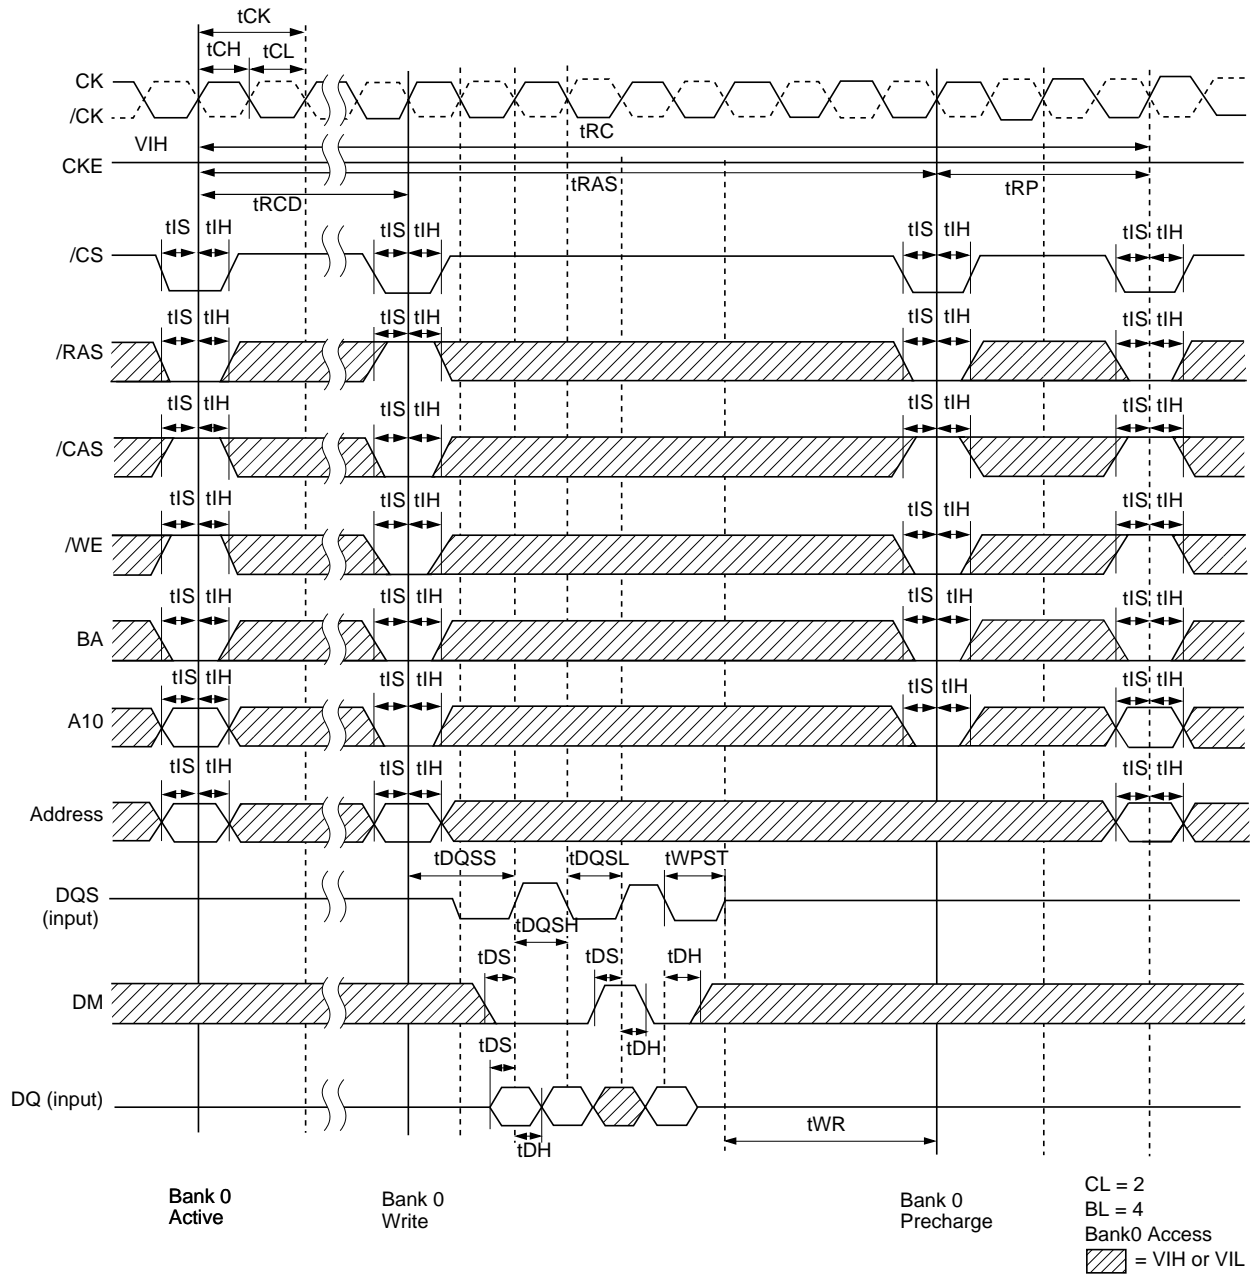 tCK
tCH tCL
CK
/CK
tRC
VIH
CKE
tRAS
tRP
tRCD
tIS tIH tIS tIH tIS tIH tIS tIH
/CS
tIS tIH tIS tIH tIS tIH tIS tIH
/RAS
tIS tIH tIS tIH tIS tIH tIS tIH
/CAS
tIS tIH tIS tIH tIS tIH tIS tIH
/WE
tIS tIH tIS tIH tIS tIH tIS tIH
BA
tIS tIH tIS tIH tIS tIH tIS tIH
A10
tIS tIH tIS tIH tIS tIH
Address
tDQSS tDQSL tWPST
DQS
(input)
tDQSH
tDS tDS tDH
DM
tDS tDH
DQ (input)
tDH
tWR
Bank 0
Active
Bank 0
Write
Bank 0
Precharge
CL = 2
BL = 4
Bank0 Access
= VIH or VIL